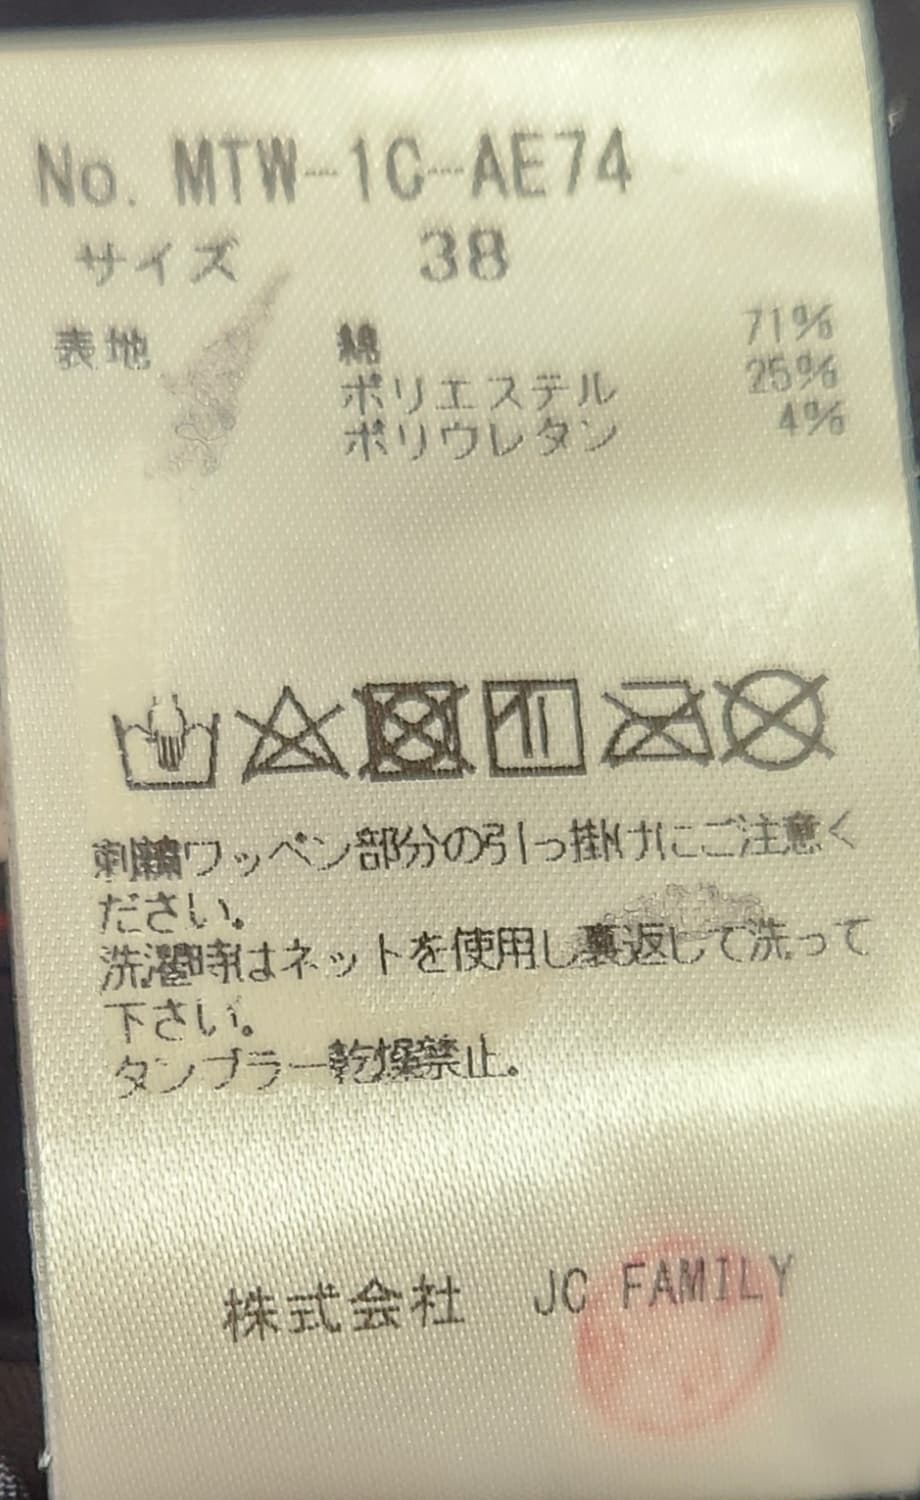 No. MTW-1C-AE74
サイズ 38
表地 綿 71%
ポリエステル 25%
ポリウレタン 4%
刺繍ワッペン部分の引っ掛けにご注意く
ださい。
洗濯時はネットを使用し裏返して洗って
下さい。
タンブラー乾燥禁止。
株式会社 JC FAMILY